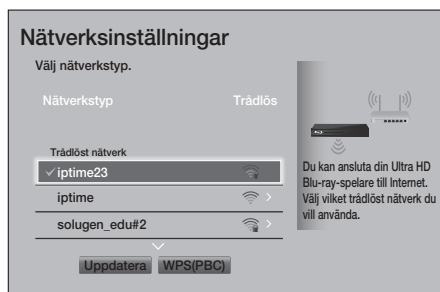 Nätverksinställningar
Välj nätverkstyp.
Nätverkstyp Trådlös
Trådlöst nätverk
iptime23
iptime
solugen_edu#2
Uppdatera WPS(PBC)
Du kan ansluta din Ultra HD
Blu-ray-spelare till Internet.
Välj vilket trådlöst nätverk du
vill använda.